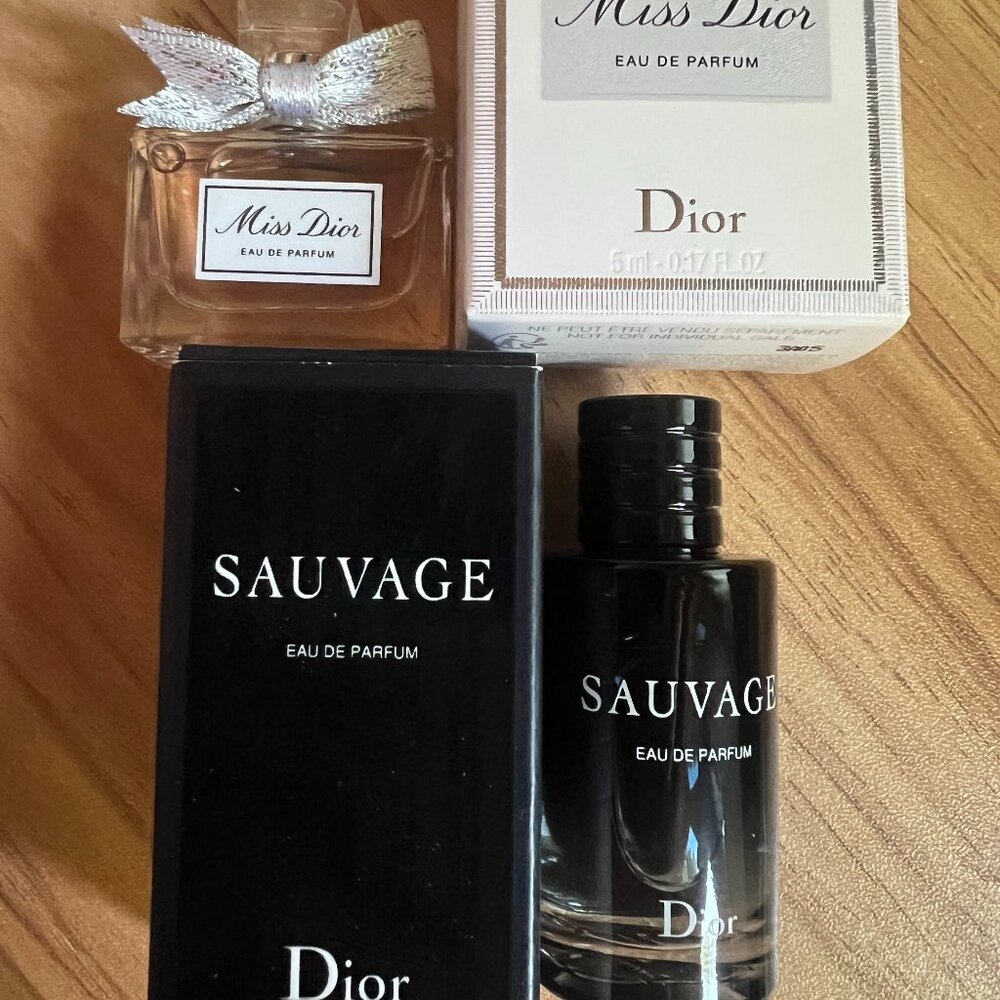 Miss Dior
EAU DE PARFUM
Dior
5 ml - 0.17 FL. OZ
NE PEUT ETRE VENDU SEPAREMENT
NOT FOR INDIVIDUAL SALE
3A05
Miss Dior
EAU DE PARFUM
SAUVAGE
EAU DE PARFUM
Dior
SAUVAGE
EAU DE PARFUM
Dior